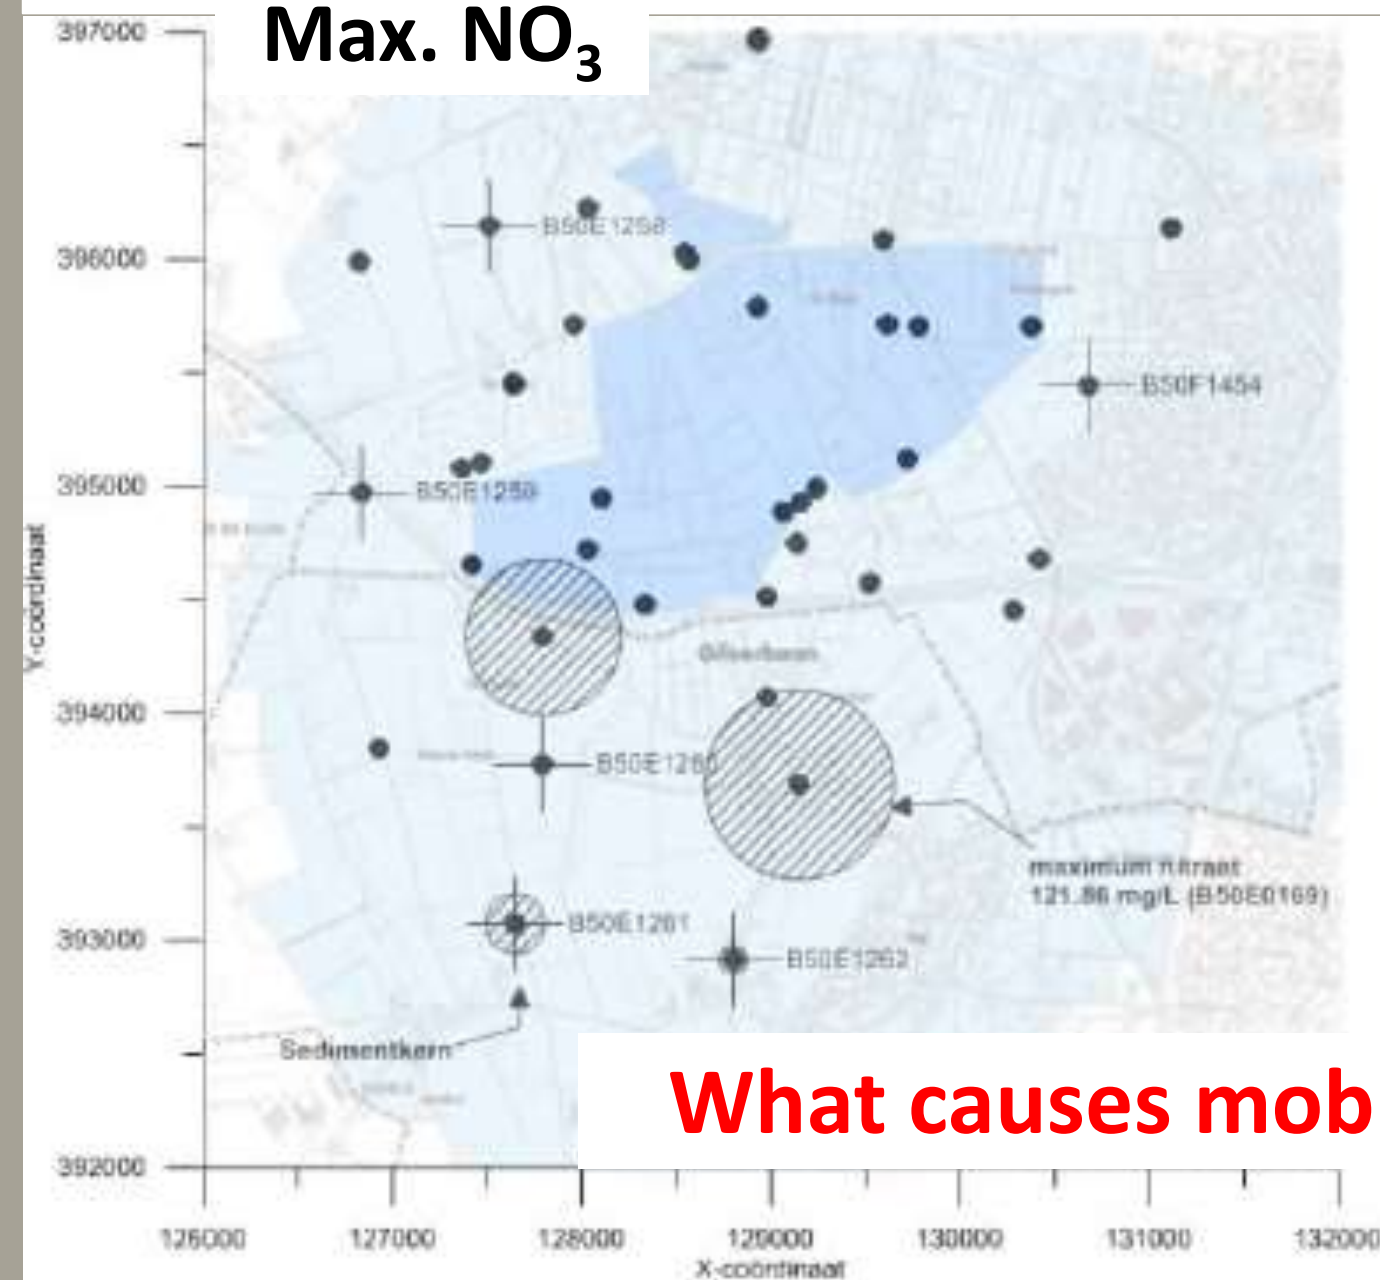 Max. NO₃
397000
B50E1258
396000
B50F1454
395000
B50E1259
Y-coördinaat
Gilzerbaan
394000
B50E1260
maximum nitraat
121.86 mg/L (B50E0169)
B50E1261
393000
B50E1262
Sedimentkern
What causes mob
392000
126000 127000 128000 129000 130000 131000 132000
X-coördinaat